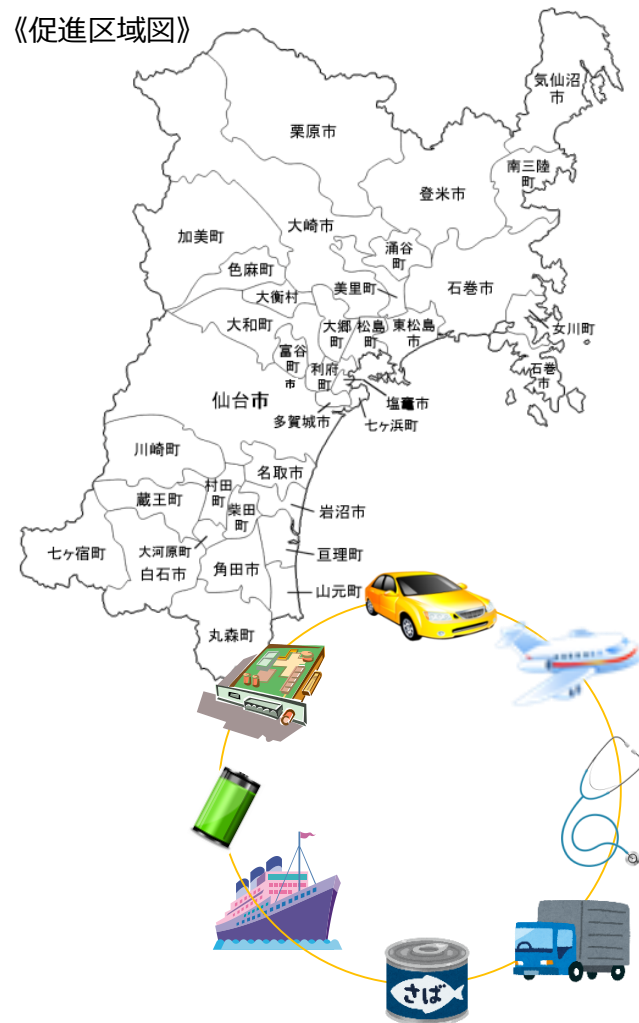 《促進区域図》
気仙沼
市
栗原市
南三陸
町
登米市
大崎市
加美町
涌谷
町
色麻町
美里町
石巻市
大衡村
大和町
大郷
町
松島
町
東松島
市
女川町
富谷
町
市
利府
町
石巻
市
仙台市
塩竈市
多賀城市
七ヶ浜町
川崎町
名取市
村田
町
蔵王町
柴田
町
岩沼市
七ヶ宿町
大河原町
亘理町
白石市
角田市
山元町
丸森町
さば